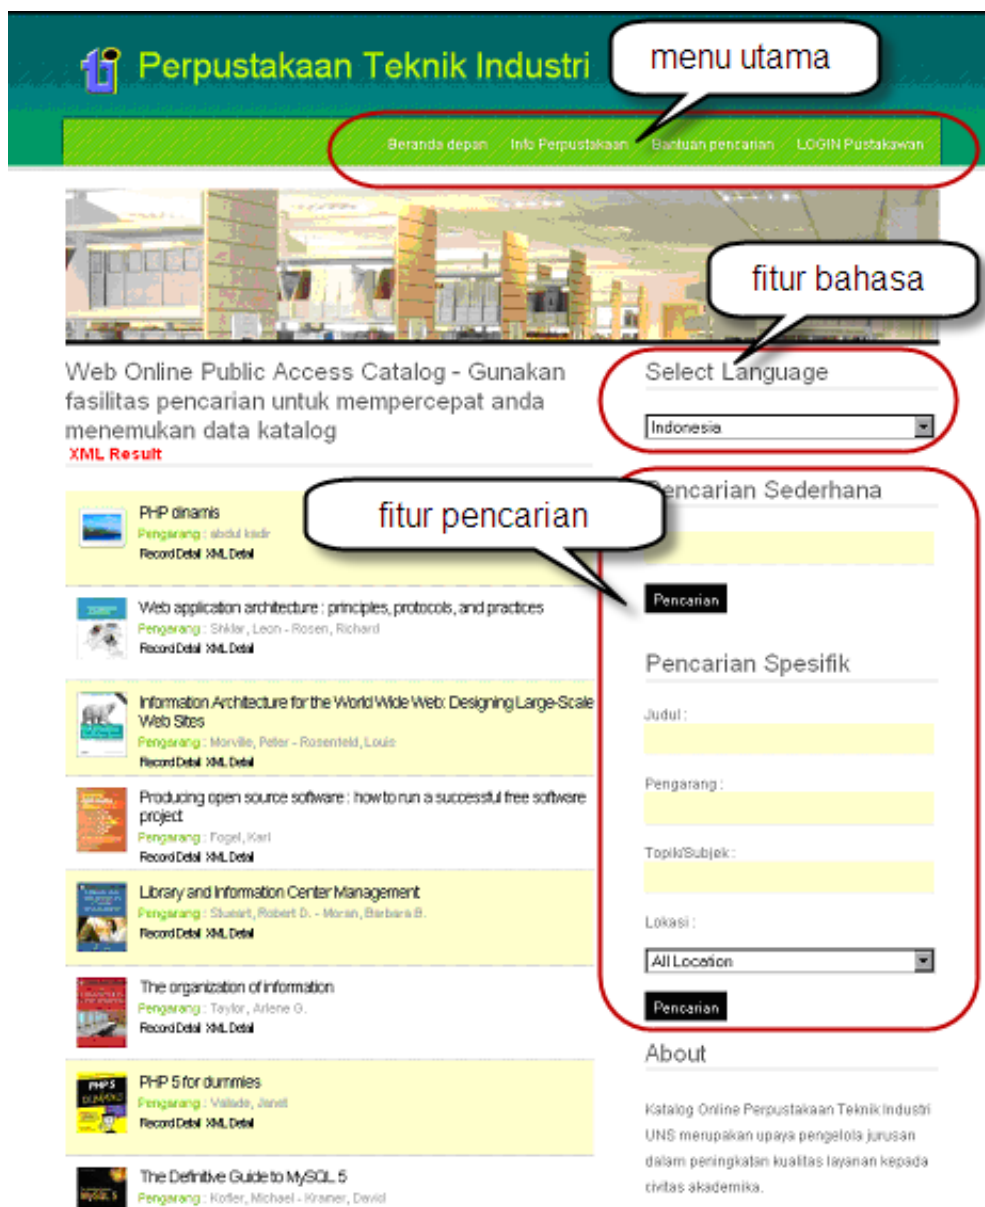 Perpustakaan Teknik Industri
menu utama
Beranda depan Info Perpustakaan Bantuan pencarian LOGIN Pustakawan
fitur bahasa
Web Online Public Access Catalog - Gunakan
fasilitas pencarian untuk mempercepat anda
menemukan data katalog
XML Result
fitur pencarian
PHP dinamis
Pengarang : abdul kadir
Record Detail XML Detail
Web application architecture : principles, protocols, and practices
Pengarang : Shklar, Leon - Rosen, Richard
Record Detail XML Detail
Information Architecture for the World Wide Web: Designing Large-Scale
Web Sites
Pengarang : Morville, Peter - Rosenfeld, Louis
Record Detail XML Detail
Producing open source software : how to run a successful free software
project
Pengarang : Fogel, Karl
Record Detail XML Detail
Library and Information Center Management
Pengarang : Stueart, Robert D. - Moran, Barbara B.
Record Detail XML Detail
The organization of information
Pengarang : Taylor, Arlene G.
Record Detail XML Detail
PHP 5
DUMMIES
PHP 5 for dummies
Pengarang : Valade, Janet
Record Detail XML Detail
MySQL 5
The Definitive Guide to MySQL 5
Pengarang : Kofler, Michael - Kramer, David
Select Language
Indonesia
Pencarian Sederhana
Pencarian
Pencarian Spesifik
Judul :
Pengarang :
Topik/Subjek :
Lokasi :
All Location
Pencarian
About
Katalog Online Perpustakaan Teknik Industri
UNS merupakan upaya pengelola jurusan
dalam peningkatan kualitas layanan kepada
civitas akademika.